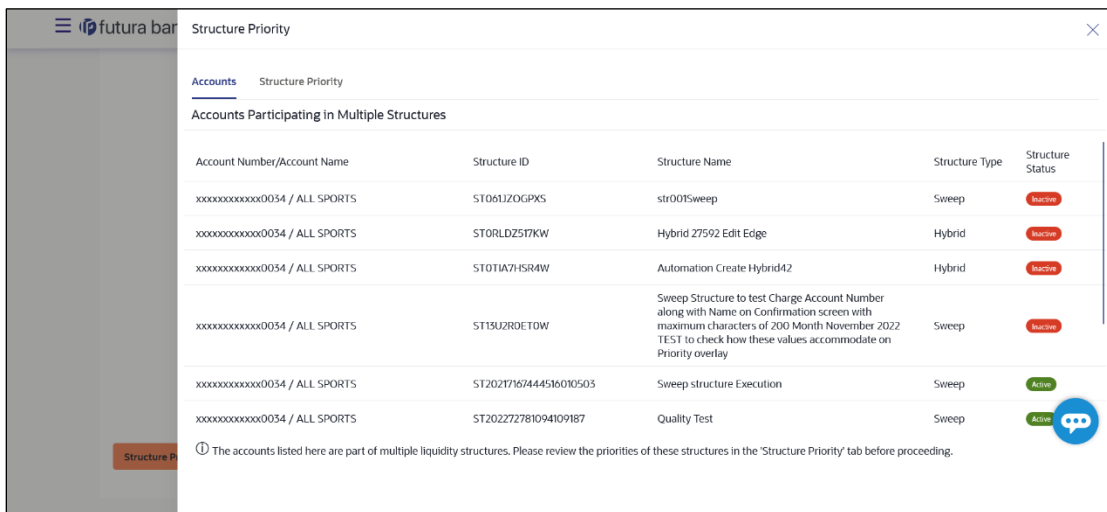 futura bar
Structure Priority
Accounts Structure Priority
Accounts Participating in Multiple Structures
Account Number/Account Name Structure ID Structure Name Structure Type Structure Status
xxxxxxxxxxxx0034 / ALL SPORTS ST061JZOGPXS str001Sweep Sweep Inactive
xxxxxxxxxxxx0034 / ALL SPORTS ST0RLDZ517KW Hybrid 27592 Edit Edge Hybrid Inactive
xxxxxxxxxxxx0034 / ALL SPORTS ST0TIA7HSR4W Automation Create Hybrid42 Hybrid Inactive
Sweep Structure to test Charge Account Number
along with Name on Confirmation screen with
xxxxxxxxxxxx0034 / ALL SPORTS ST13U2R0ET0W maximum characters of 200 Month November 2022 Sweep Inactive
TEST to check how these values accommodate on
Priority overlay
xxxxxxxxxxxx0034 / ALL SPORTS ST20217167444516010503 Sweep structure Execution Sweep Active
xxxxxxxxxxxx0034 / ALL SPORTS ST202272781094109187 Quality Test Sweep Active
Structure P
The accounts listed here are part of multiple liquidity structures. Please review the priorities of these structures in the 'Structure Priority' tab before proceeding.